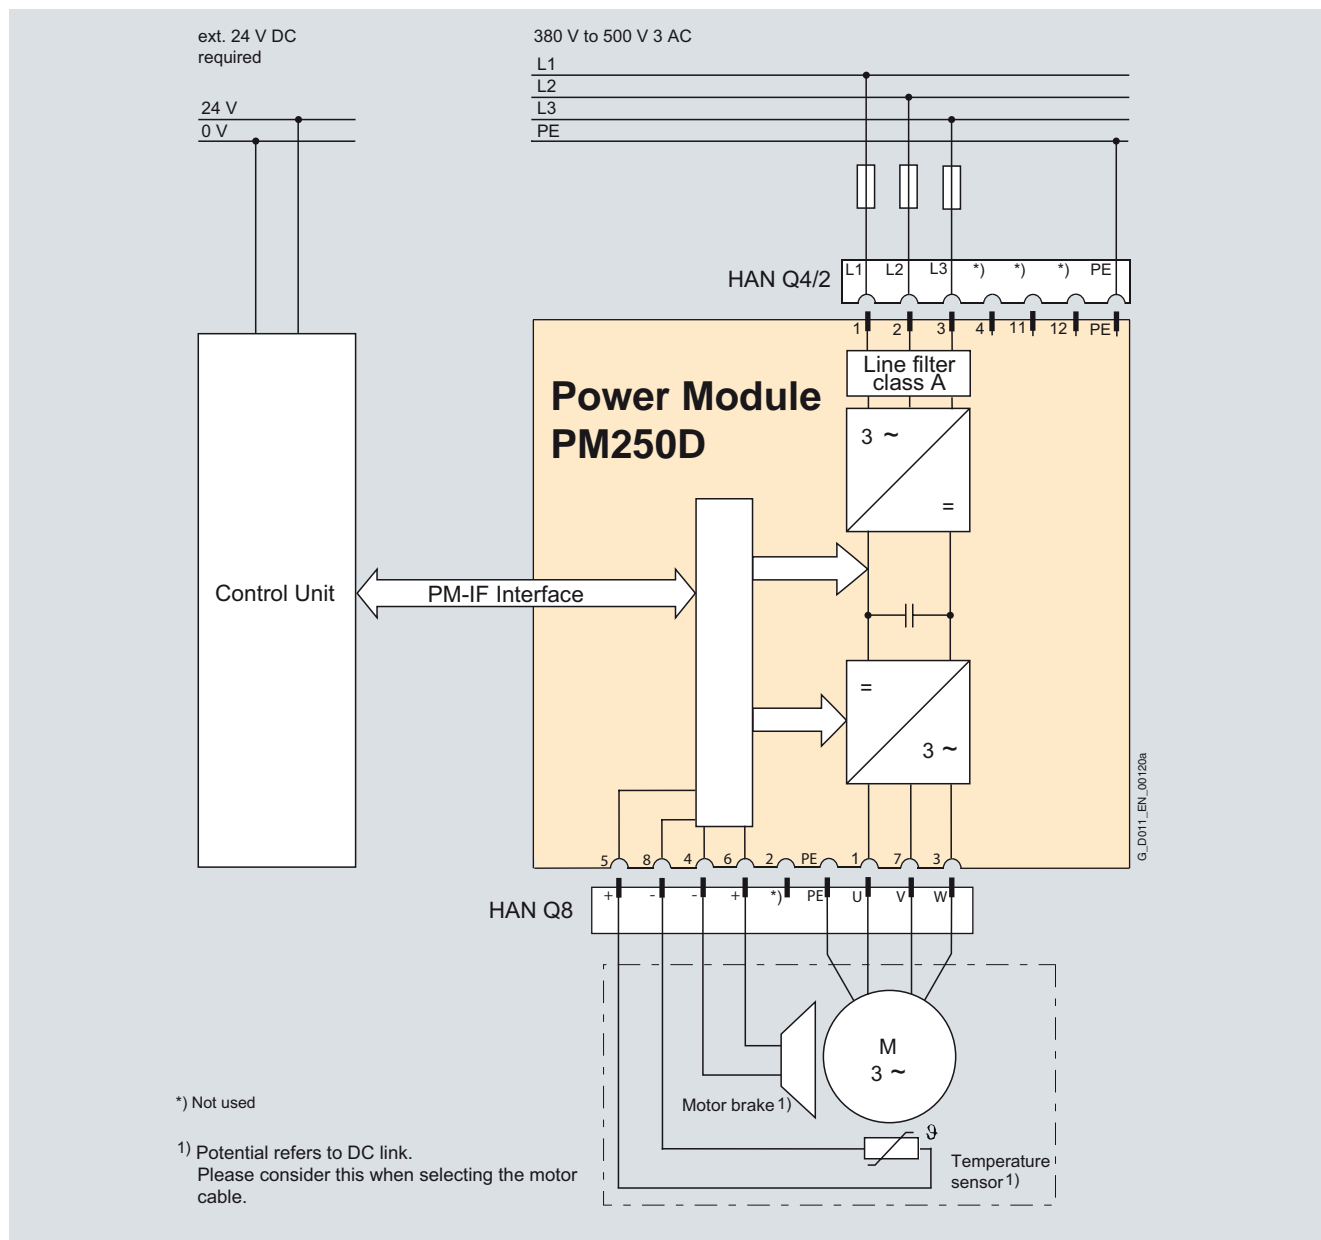 ext. 24 V DC
required
380 V to 500 V 3 AC
L1
L2
L3
PE
24 V
0 V
HAN Q4/2
L1 L2 L3 *) *) *) PE
1 2 3 4 11 12 PE
Line filter
class A
Power Module
PM250D
3 ~
=
Control Unit
PM-IF Interface
=
3 ~
G_D011_EN_00120a
5 8 4 6 2 PE 1 7 3
HAN Q8
+ - - + *) PE U V W
M
3 ~
Motor brake 1)
ϑ
Temperature
sensor 1)
*) Not used
1) Potential refers to DC link.
Please consider this when selecting the motor
cable.